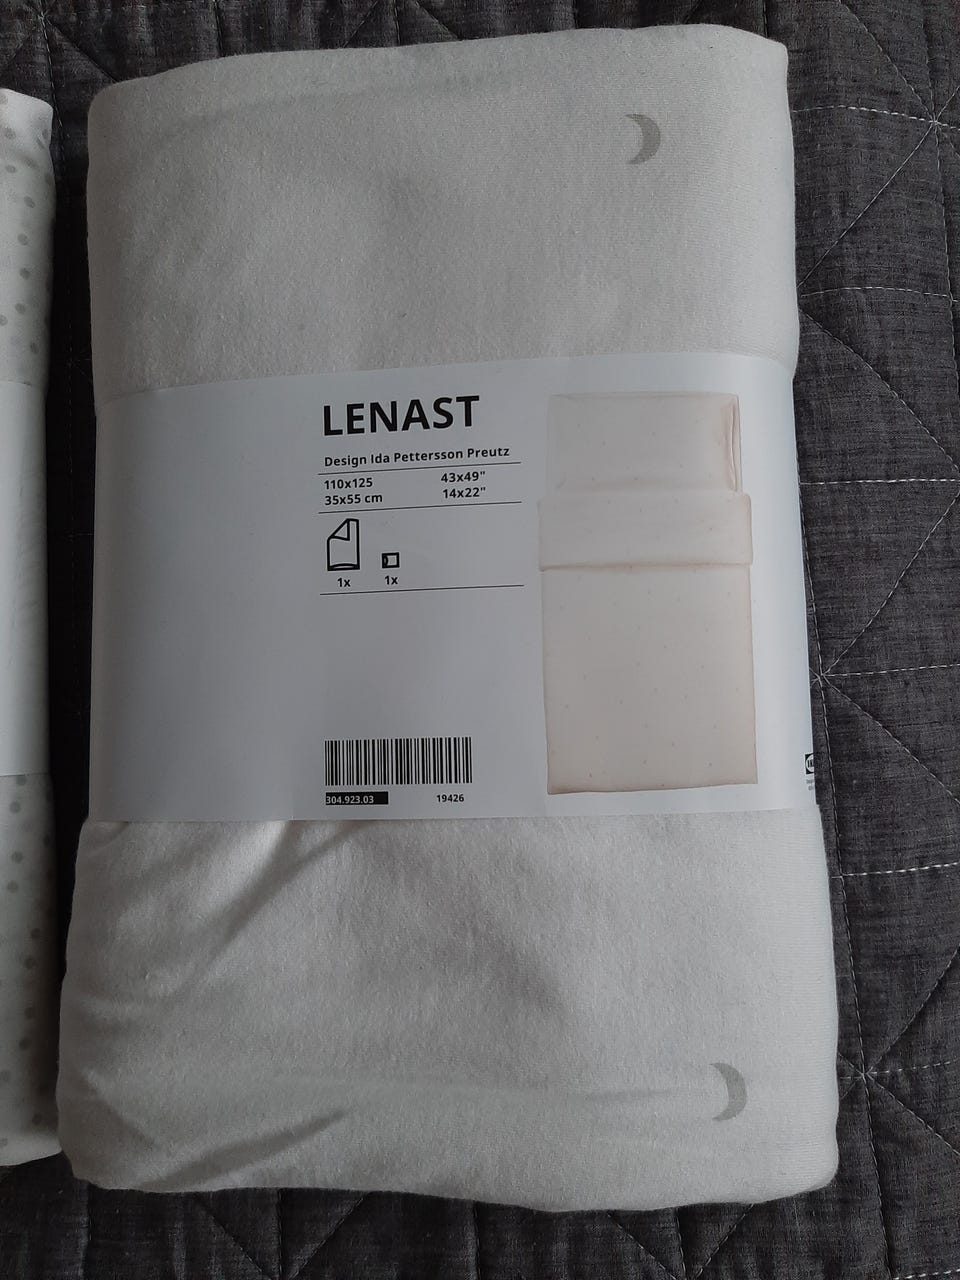 LENAST
Design Ida Pettersson Preutz
110x125 43x49"
35x55 cm 14x22"
1x 1x
304.923.03 19426